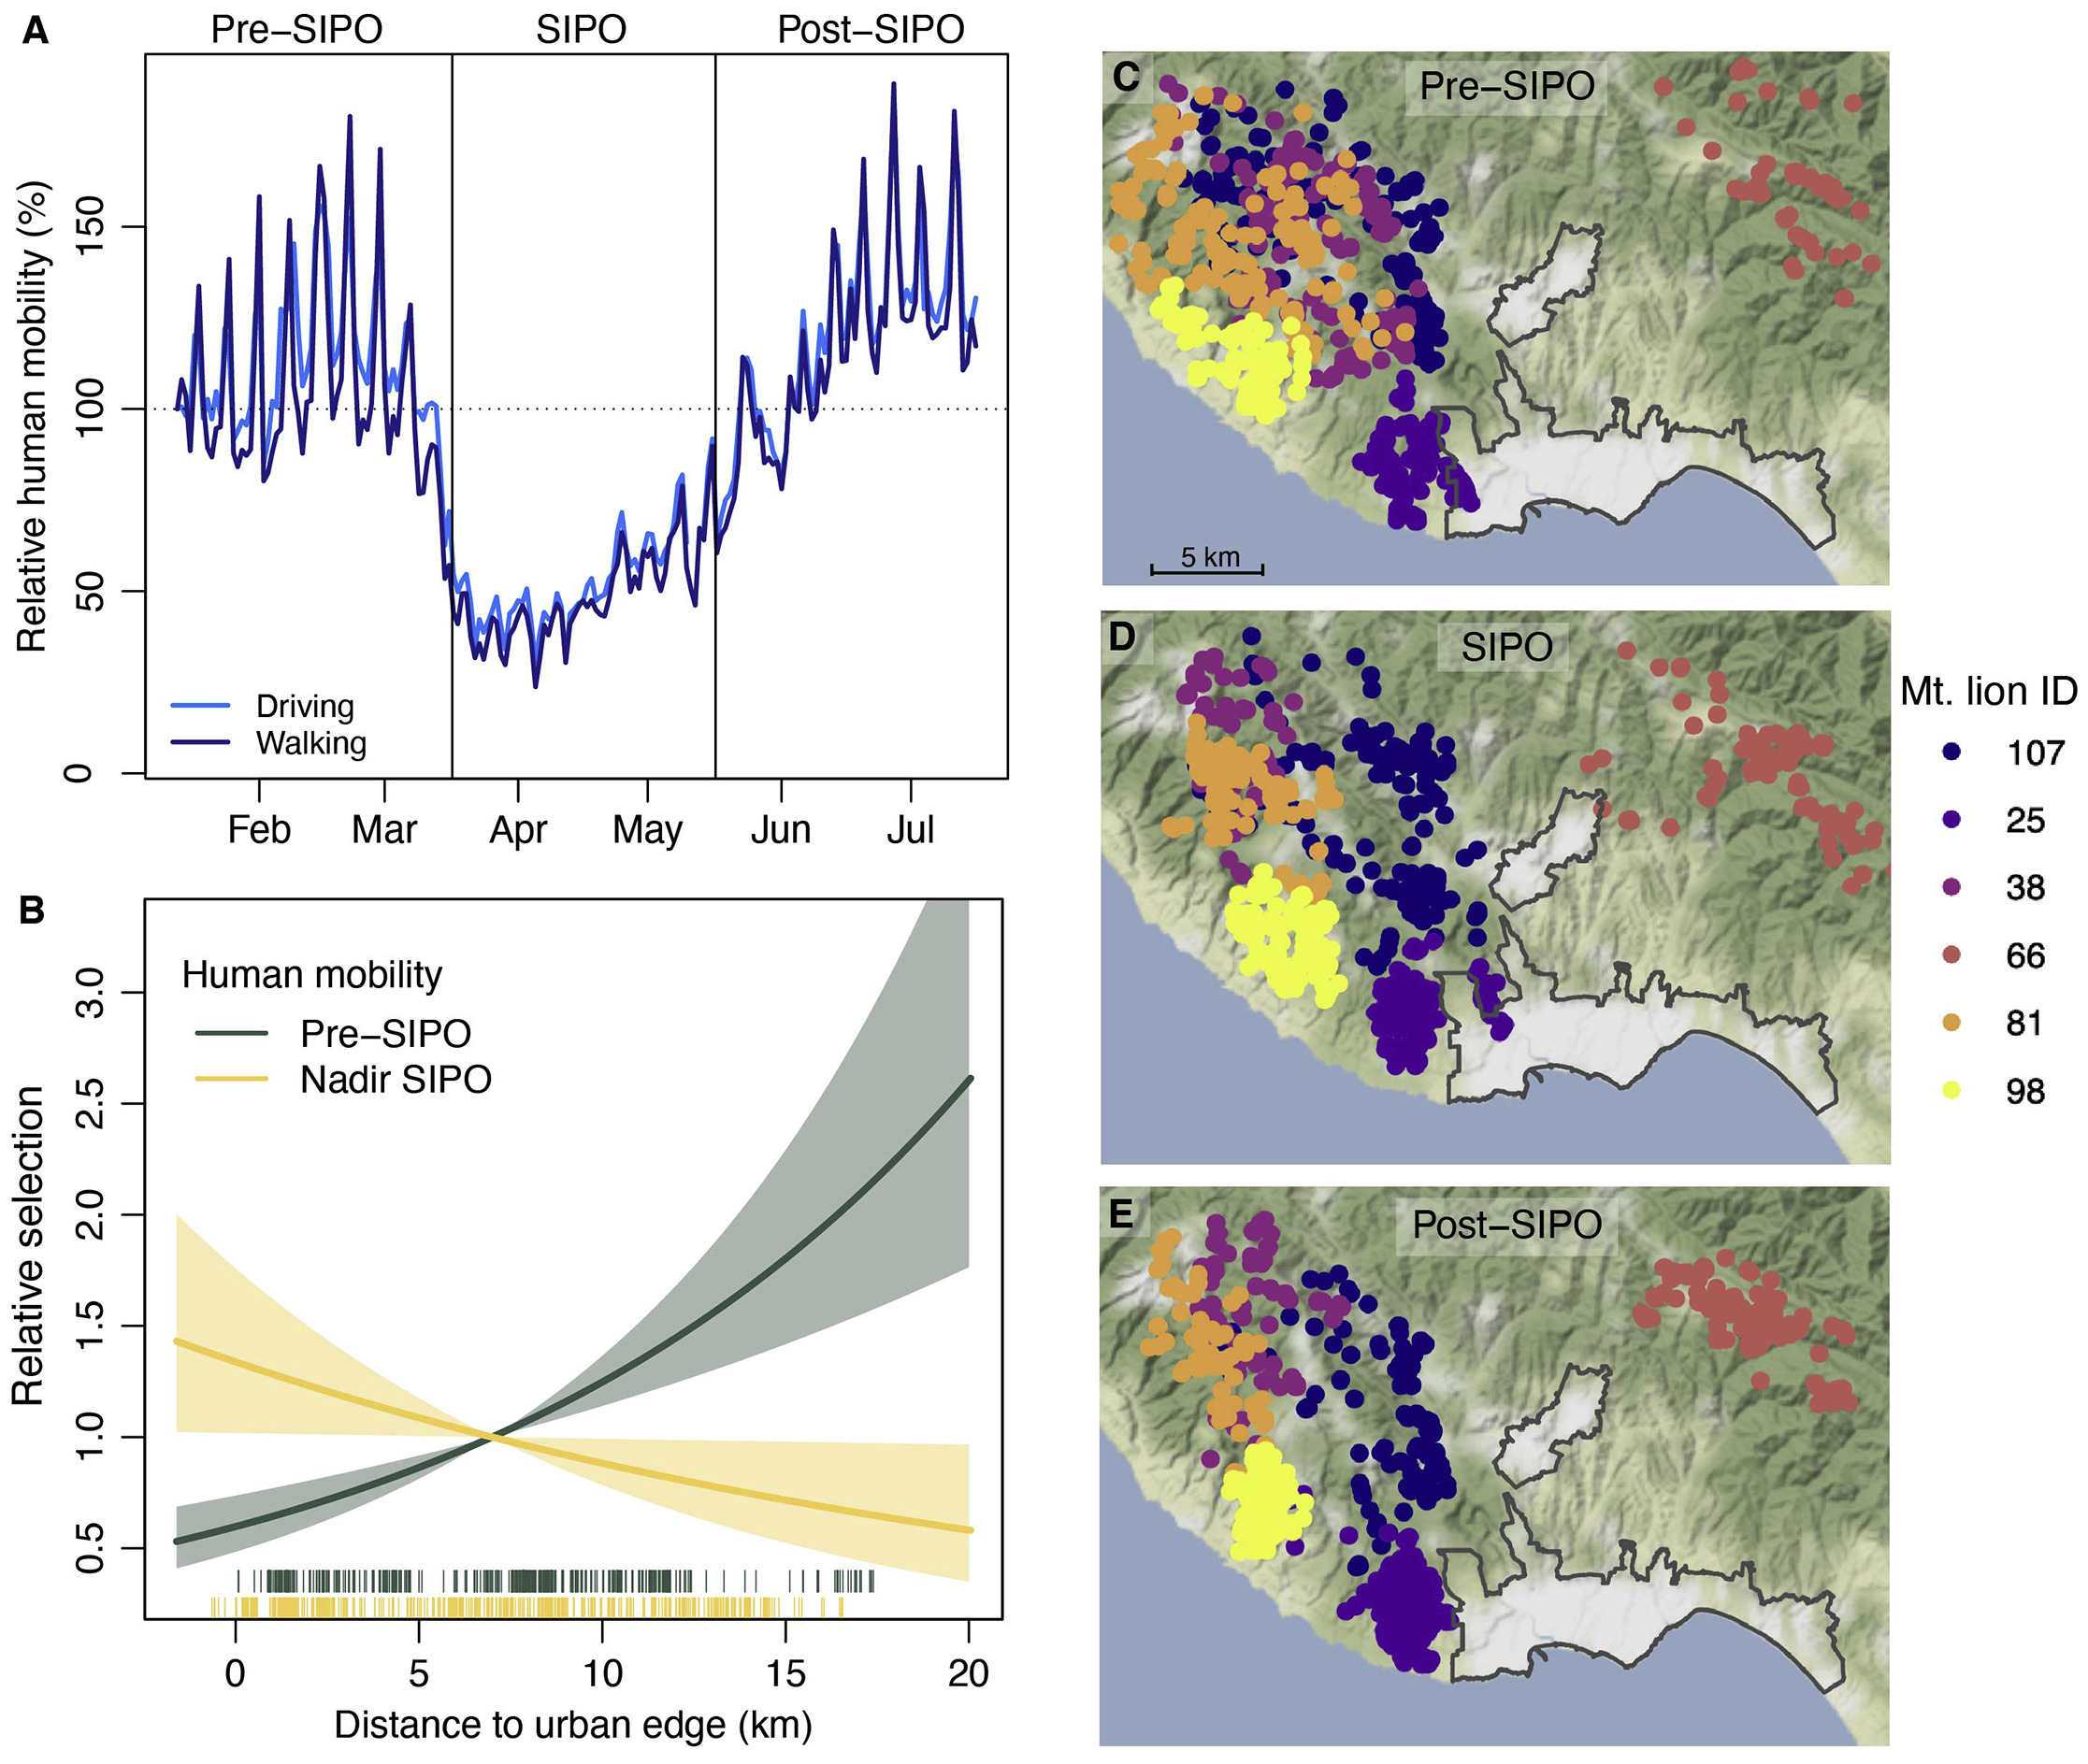 A
Pre–SIPO
SIPO
Post–SIPO
Relative human mobility (%)
150
100
50
0
Driving
Walking
Feb
Mar
Apr
May
Jun
Jul
B
Human mobility
Pre–SIPO
Nadir SIPO
Relative selection
3.0
2.5
2.0
1.5
1.0
0.5
0
5
10
15
20
Distance to urban edge (km)
C
Pre–SIPO
5 km
D
SIPO
E
Post–SIPO
Mt. lion ID
107
25
38
66
81
98